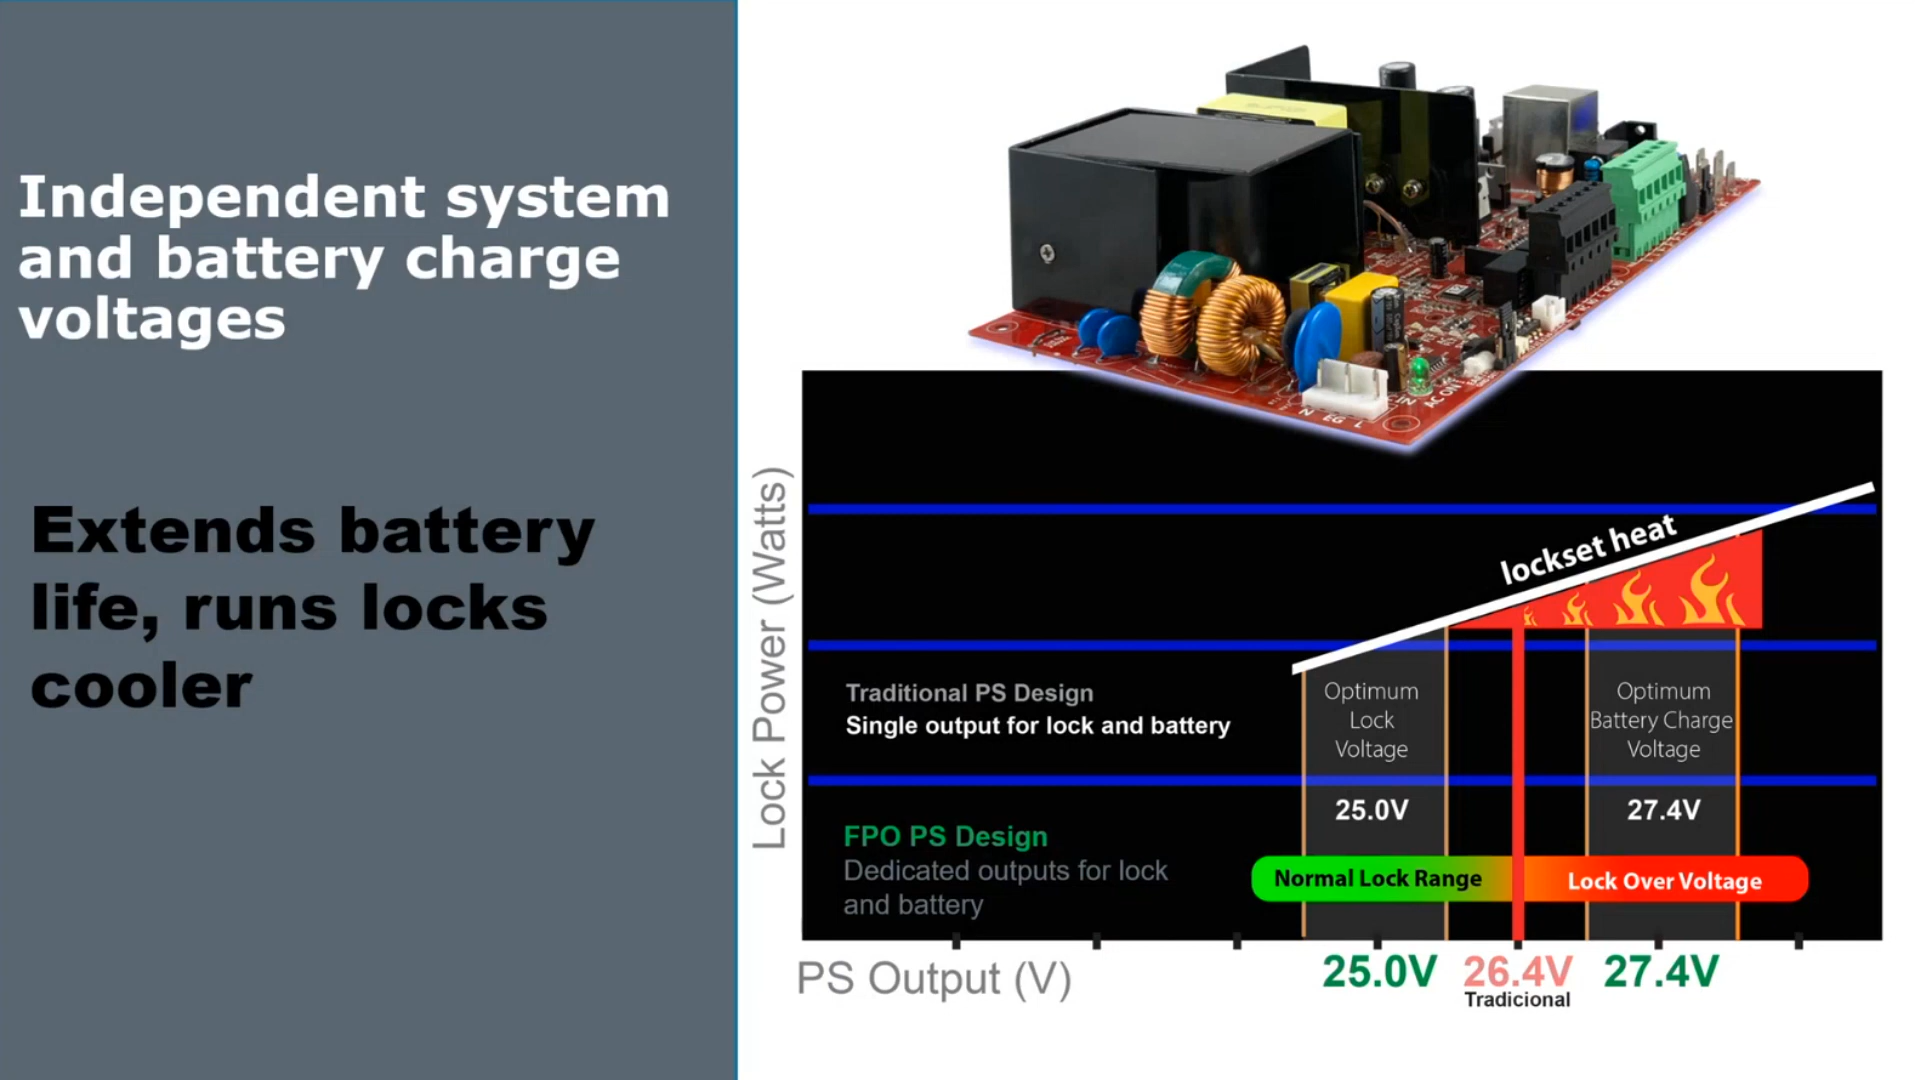 Independent system
and battery charge
voltages
Extends battery
life, runs locks
cooler
N EG L
AC ON
Lock Power (Watts)
lockset heat
Traditional PS Design
Single output for lock and battery
Optimum
Lock
Voltage
25.0V
Optimum
Battery Charge
Voltage
27.4V
FPO PS Design
Dedicated outputs for lock
and battery
Normal Lock Range
Lock Over Voltage
PS Output (V)
25.0V
26.4V
27.4V
Tradicional